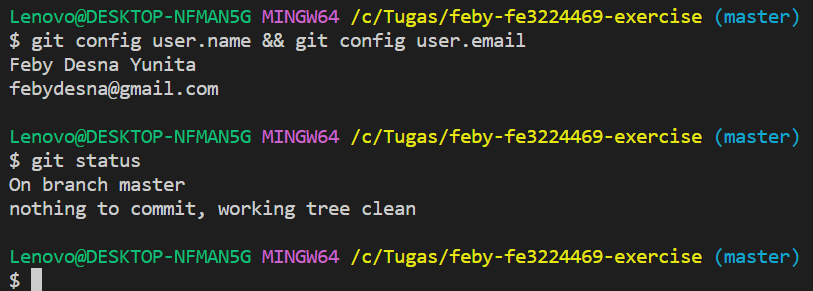 Lenovo@DESKTOP-NFMAN5G MINGW64 /c/Tugas/feby-fe3224469-exercise (master)
$ git config user.name && git config user.email
Feby Desna Yunita
febydesna@gmail.com
Lenovo@DESKTOP-NFMAN5G MINGW64 /c/Tugas/feby-fe3224469-exercise (master)
$ git status
On branch master
nothing to commit, working tree clean
Lenovo@DESKTOP-NFMAN5G MINGW64 /c/Tugas/feby-fe3224469-exercise (master)
$